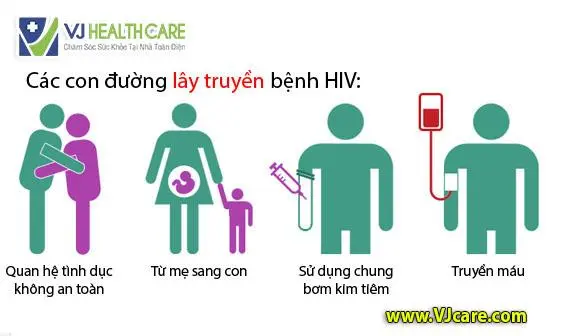 VJ HEALTHCARE
Chăm Sóc Sức Khỏe Tại Nhà Toàn Diện
Các con đường lây truyền bệnh HIV:
Quan hệ tình dục
không an toàn
Từ mẹ sang con
Sử dụng chung
bơm kim tiêm
Truyền máu
www.VJcare.com